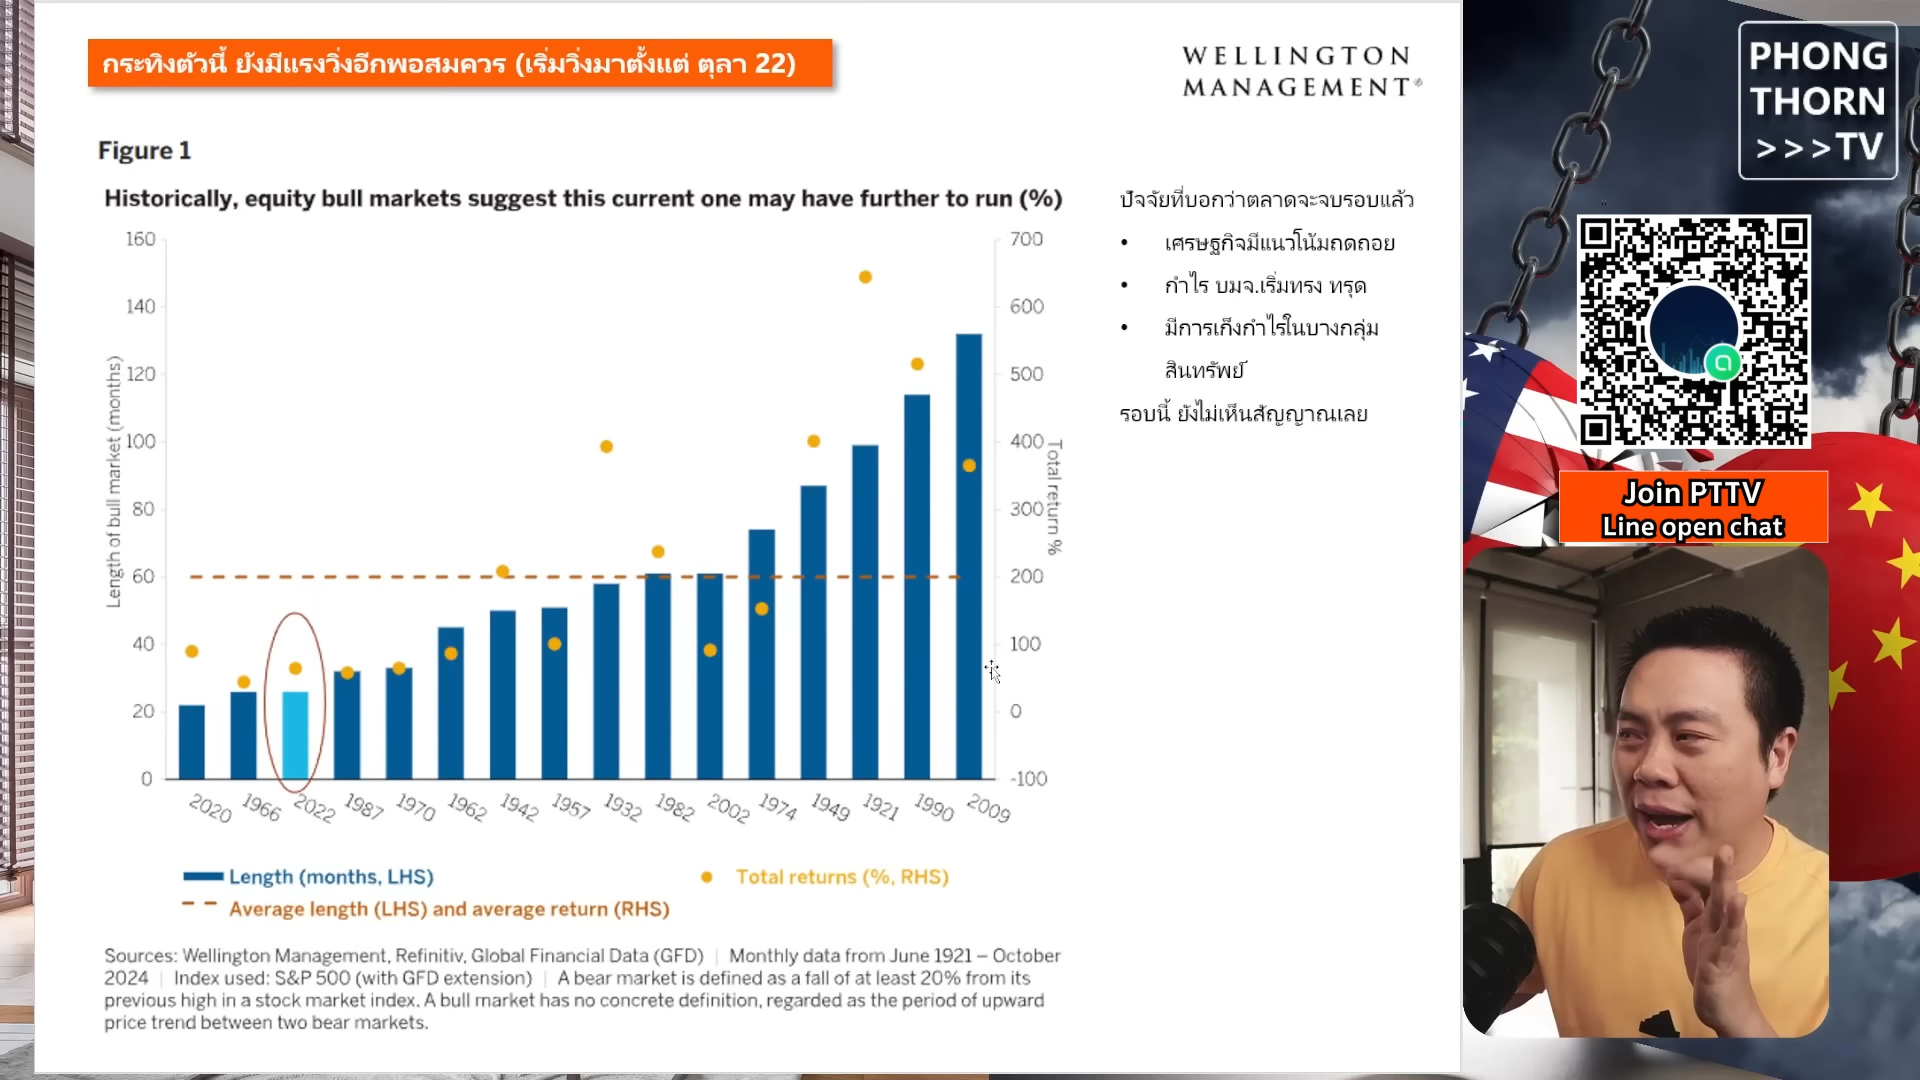 กระทิงตัวนี้ ยังมีแรงวิ่งอีกพอสมควร (เริ่มวิ่งมาตั้งแต่ ตุลา 22)
WELLINGTON
MANAGEMENT®
Figure 1
Historically, equity bull markets suggest this current one may have further to run (%)
160
140
120
100
80
60
40
20
0
Length of bull market (months)
700
600
500
400
300
200
100
0
-100
Total return %
2020
1966
2022
1987
1970
1962
1942
1957
1932
1982
2002
1974
1949
1921
1990
2009
Length (months, LHS)
Total returns (%, RHS)
Average length (LHS) and average return (RHS)
Sources: Wellington Management, Refinitiv, Global Financial Data (GFD) | Monthly data from June 1921 – October
2024 | Index used: S&P 500 (with GFD extension) | A bear market is defined as a fall of at least 20% from its
previous high in a stock market index. A bull market has no concrete definition, regarded as the period of upward
price trend between two bear markets.
ปัจจัยที่บอกว่าตลาดจะจบรอบแล้ว
• เศรษฐกิจมีแนวโน้มถดถอย
• กำไร บมจ.เริ่มทรง ทรุด
• มีการเก็งกำไรในบางกลุ่ม
สินทรัพย์
รอบนี้ ยังไม่เห็นสัญญาณเลย
PHONG
THORN
>>>TV
Join PTTV
Line open chat